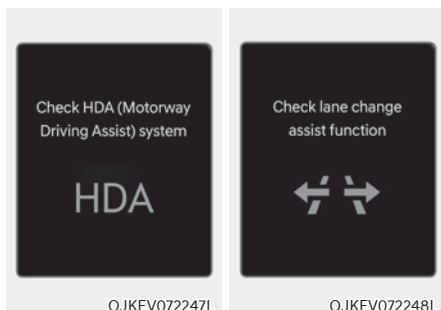 Check HDA (Motorway
Driving Assist) system
HDA
OJKEV072247L
Check lane change
assist function
OJKEV072248L